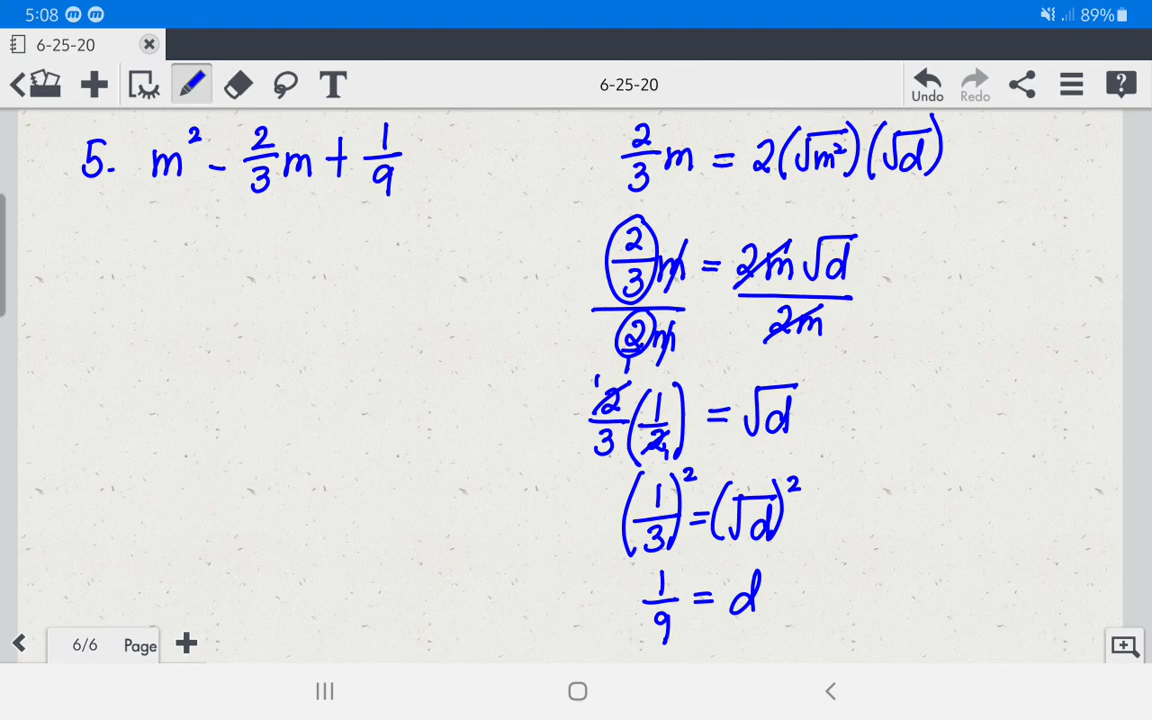 5:08 89%
6-25-20
6-25-20 Undo Redo
5. m² - 2/3 m + 1/9
2/3 m = 2(√m²)(√d)
(2/3 m)/(2m) = (2m√d)/(2m)
2/3 (1/2) = √d
(1/3)² = (√d)²
1/9 = d
6/6 Page